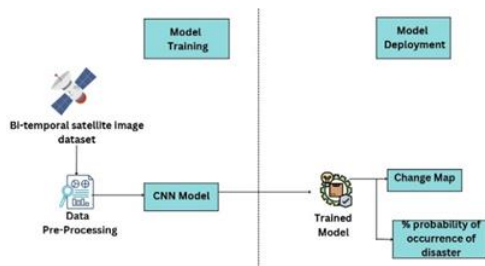 Model
Training
Model
Deployment
Bi-temporal satellite image
dataset
Data
Pre-Processing
CNN Model
Trained
Model
Change Map
% probability of
occurrence of
disaster